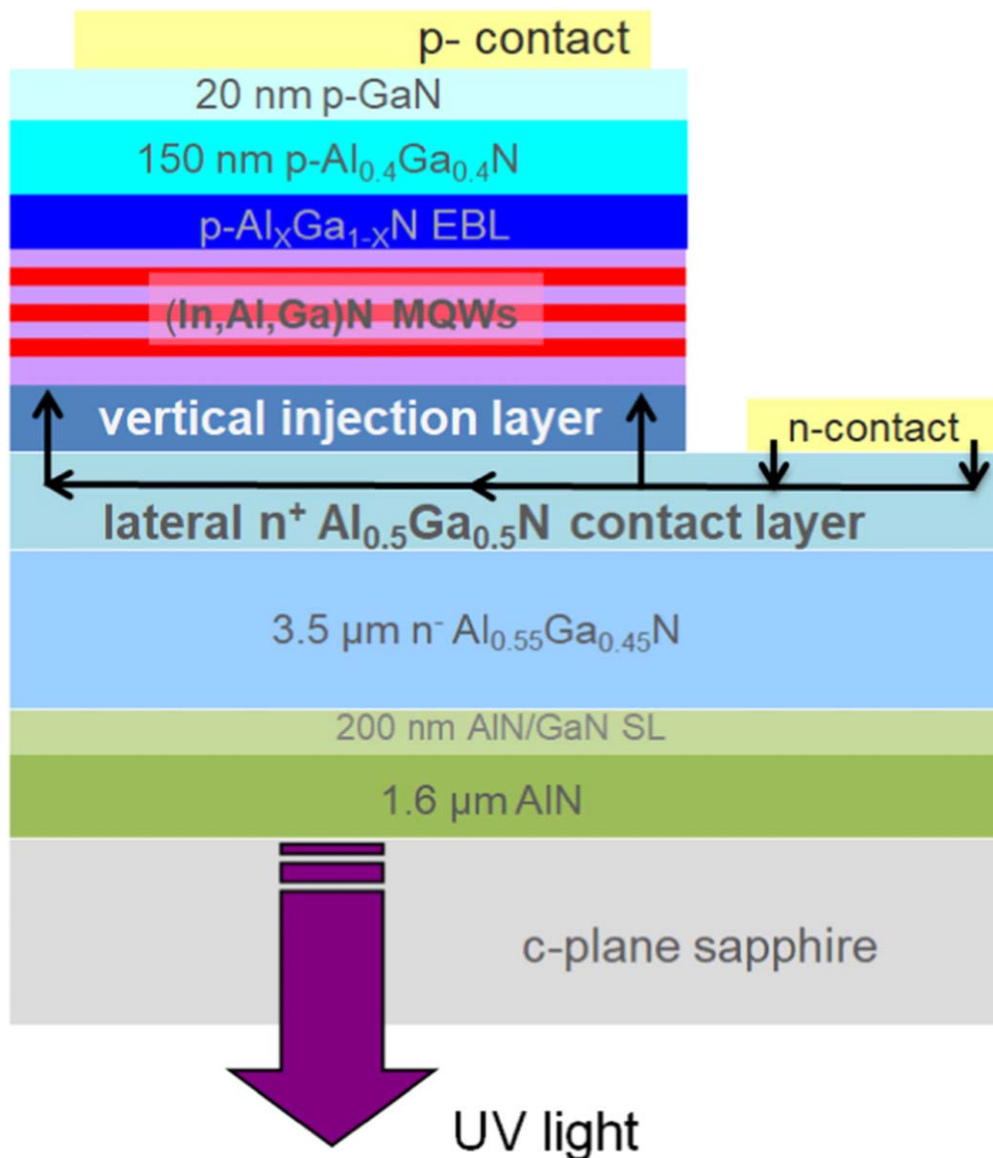 p- contact
20 nm p-GaN
150 nm p-Al₀.₄Ga₀.₄N
p-AlₓGa₁₋ₓN EBL
(In,Al,Ga)N MQWs
vertical injection layer
n-contact
lateral n⁺ Al₀.₅Ga₀.₅N contact layer
3.5 µm n⁻ Al₀.₅₅Ga₀.₄₅N
200 nm AlN/GaN SL
1.6 µm AlN
c-plane sapphire
UV light